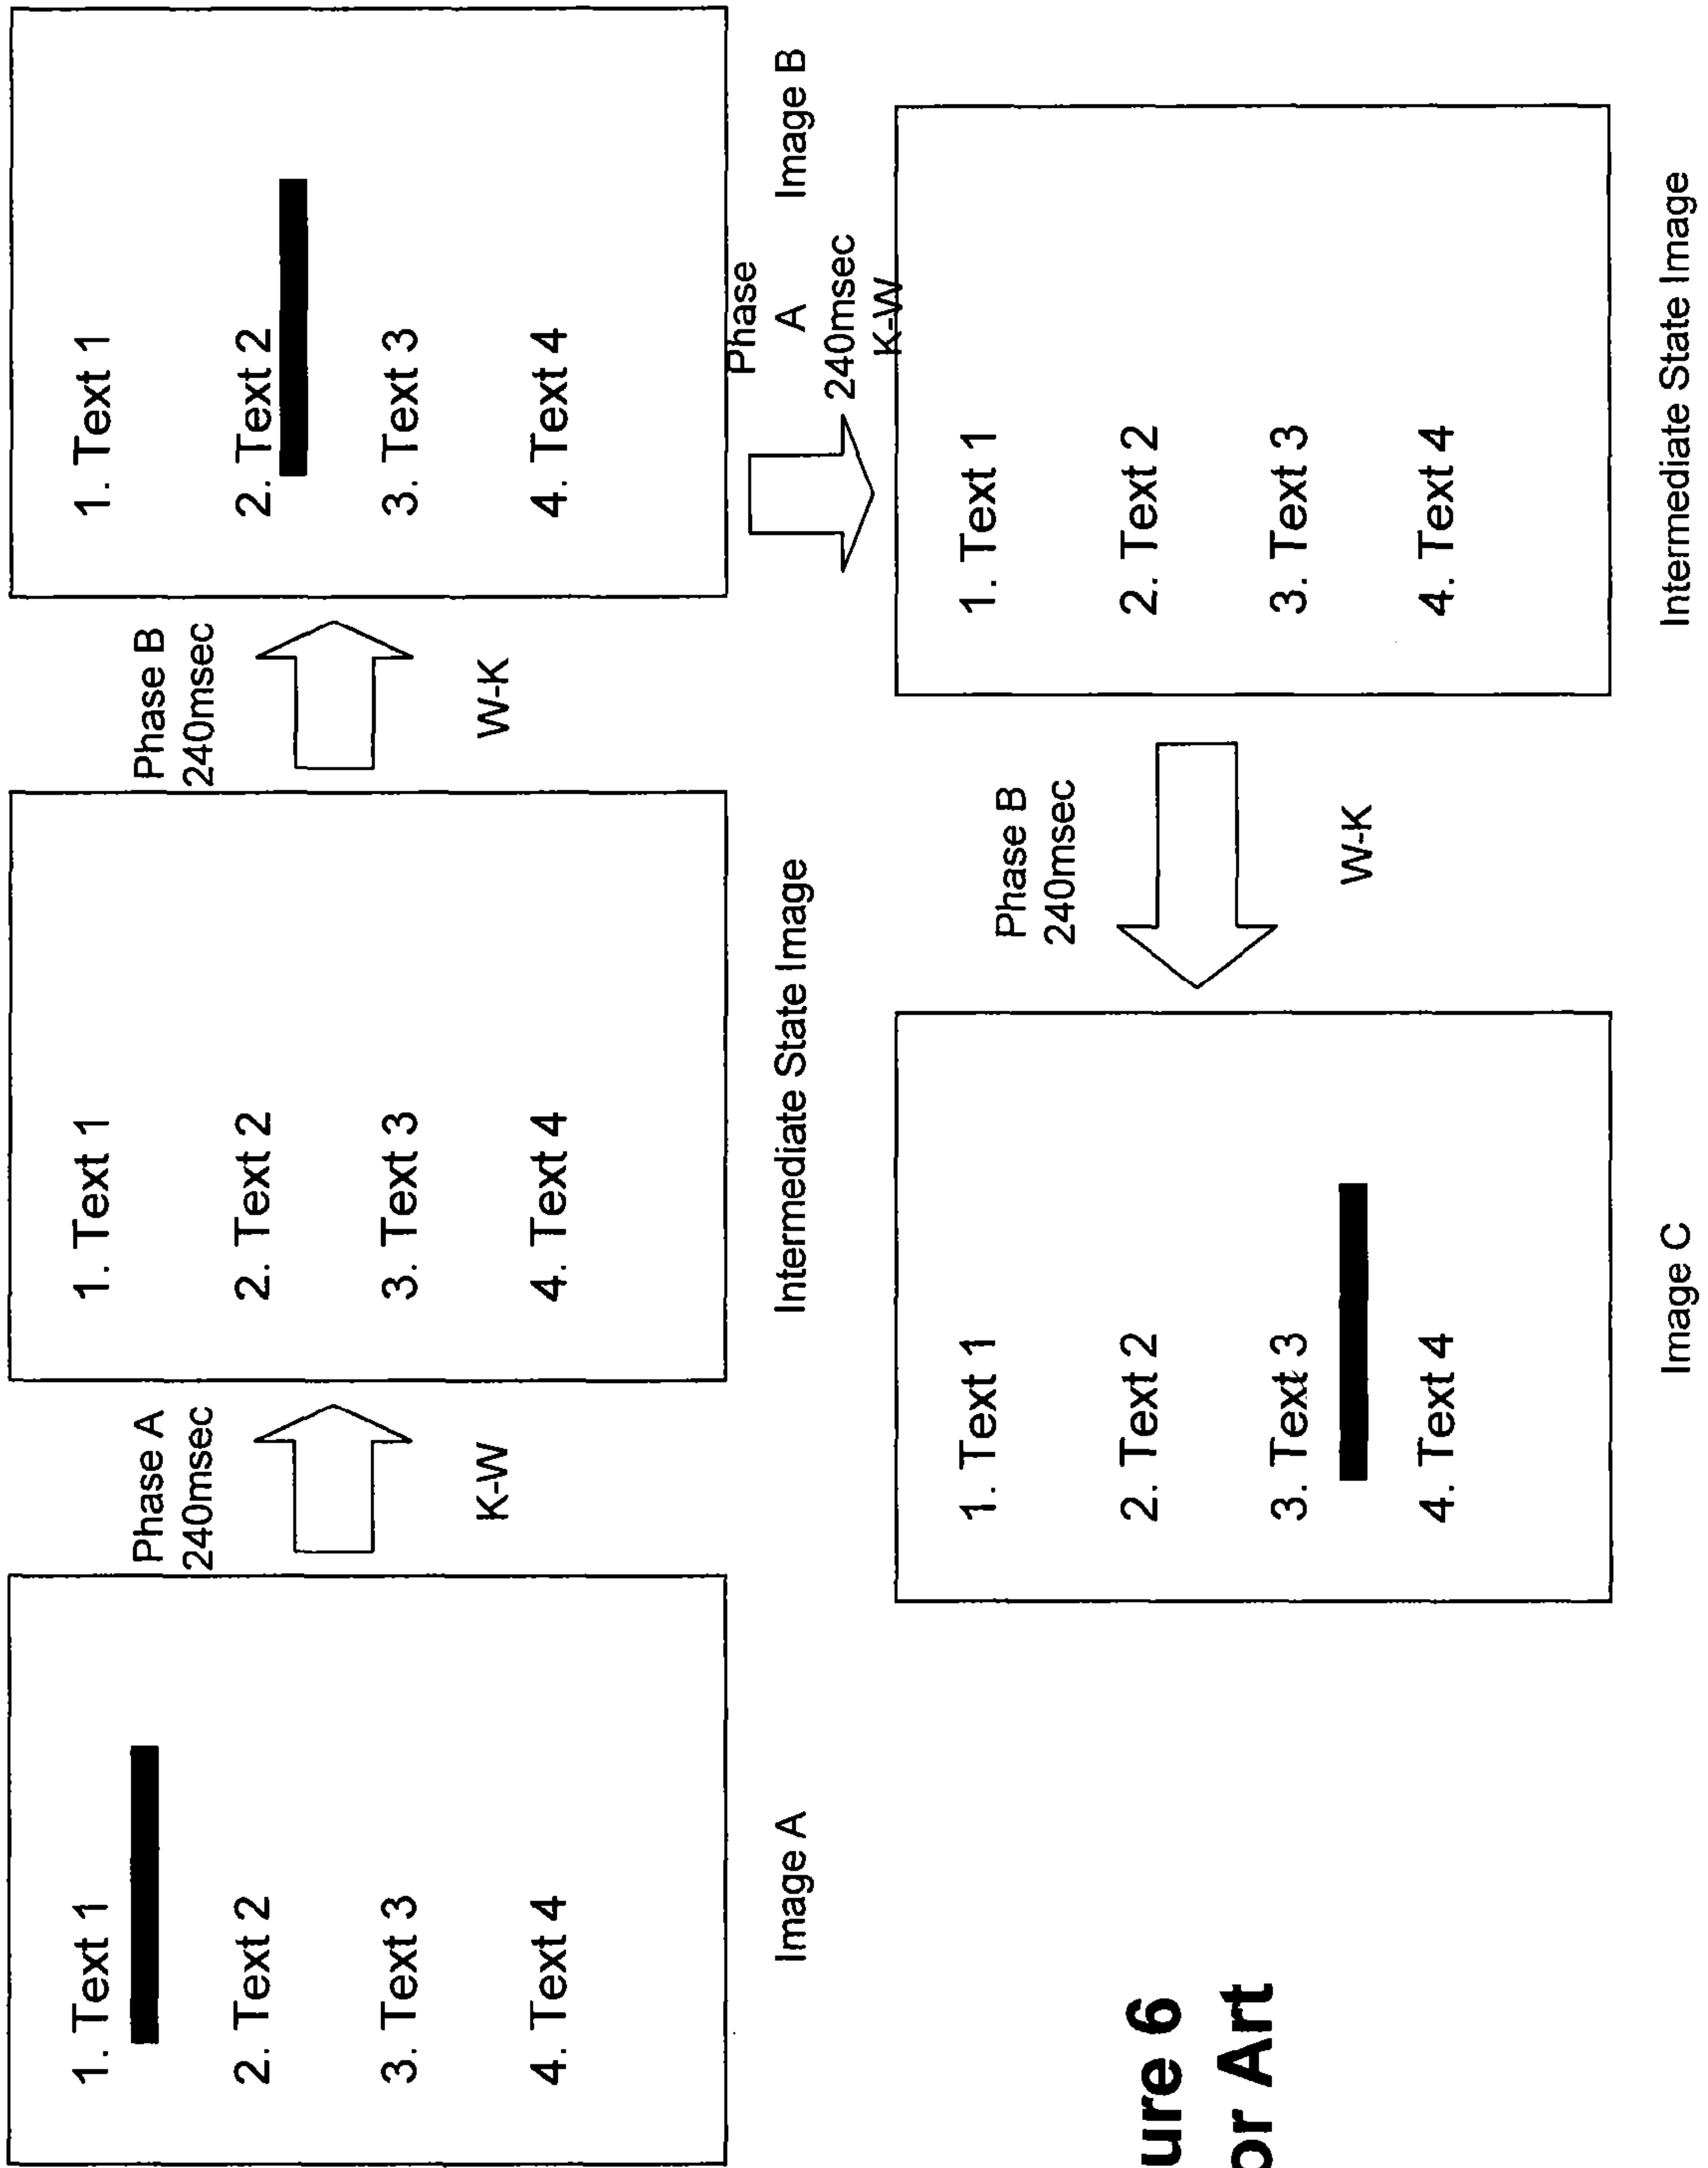 1. Text 1
2. Text 2
3. Text 3
4. Text 4
Image A
Phase A
240msec
K-W
1. Text 1
2. Text 2
3. Text 3
4. Text 4
Intermediate State Image
Phase B
240msec
W-K
1. Text 1
2. Text 2
3. Text 3
4. Text 4
Image B
Phase
A
240msec
K-W
1. Text 1
2. Text 2
3. Text 3
4. Text 4
Intermediate State Image
Phase B
240msec
W-K
1. Text 1
2. Text 2
3. Text 3
4. Text 4
Image C
ure 6
or Art